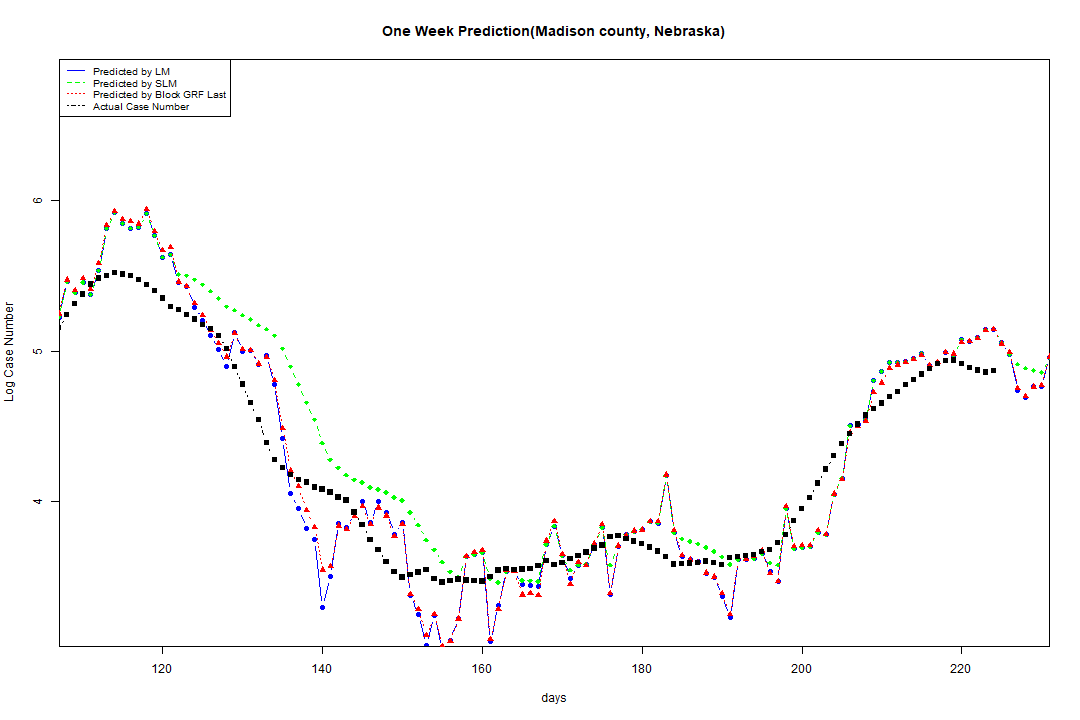 One Week Prediction(Madison county, Nebraska)
Predicted by LM
Predicted by SLM
Predicted by Block GRF Last
Actual Case Number
6
5
4
Log Case Number
120 140 160 180 200 220
days